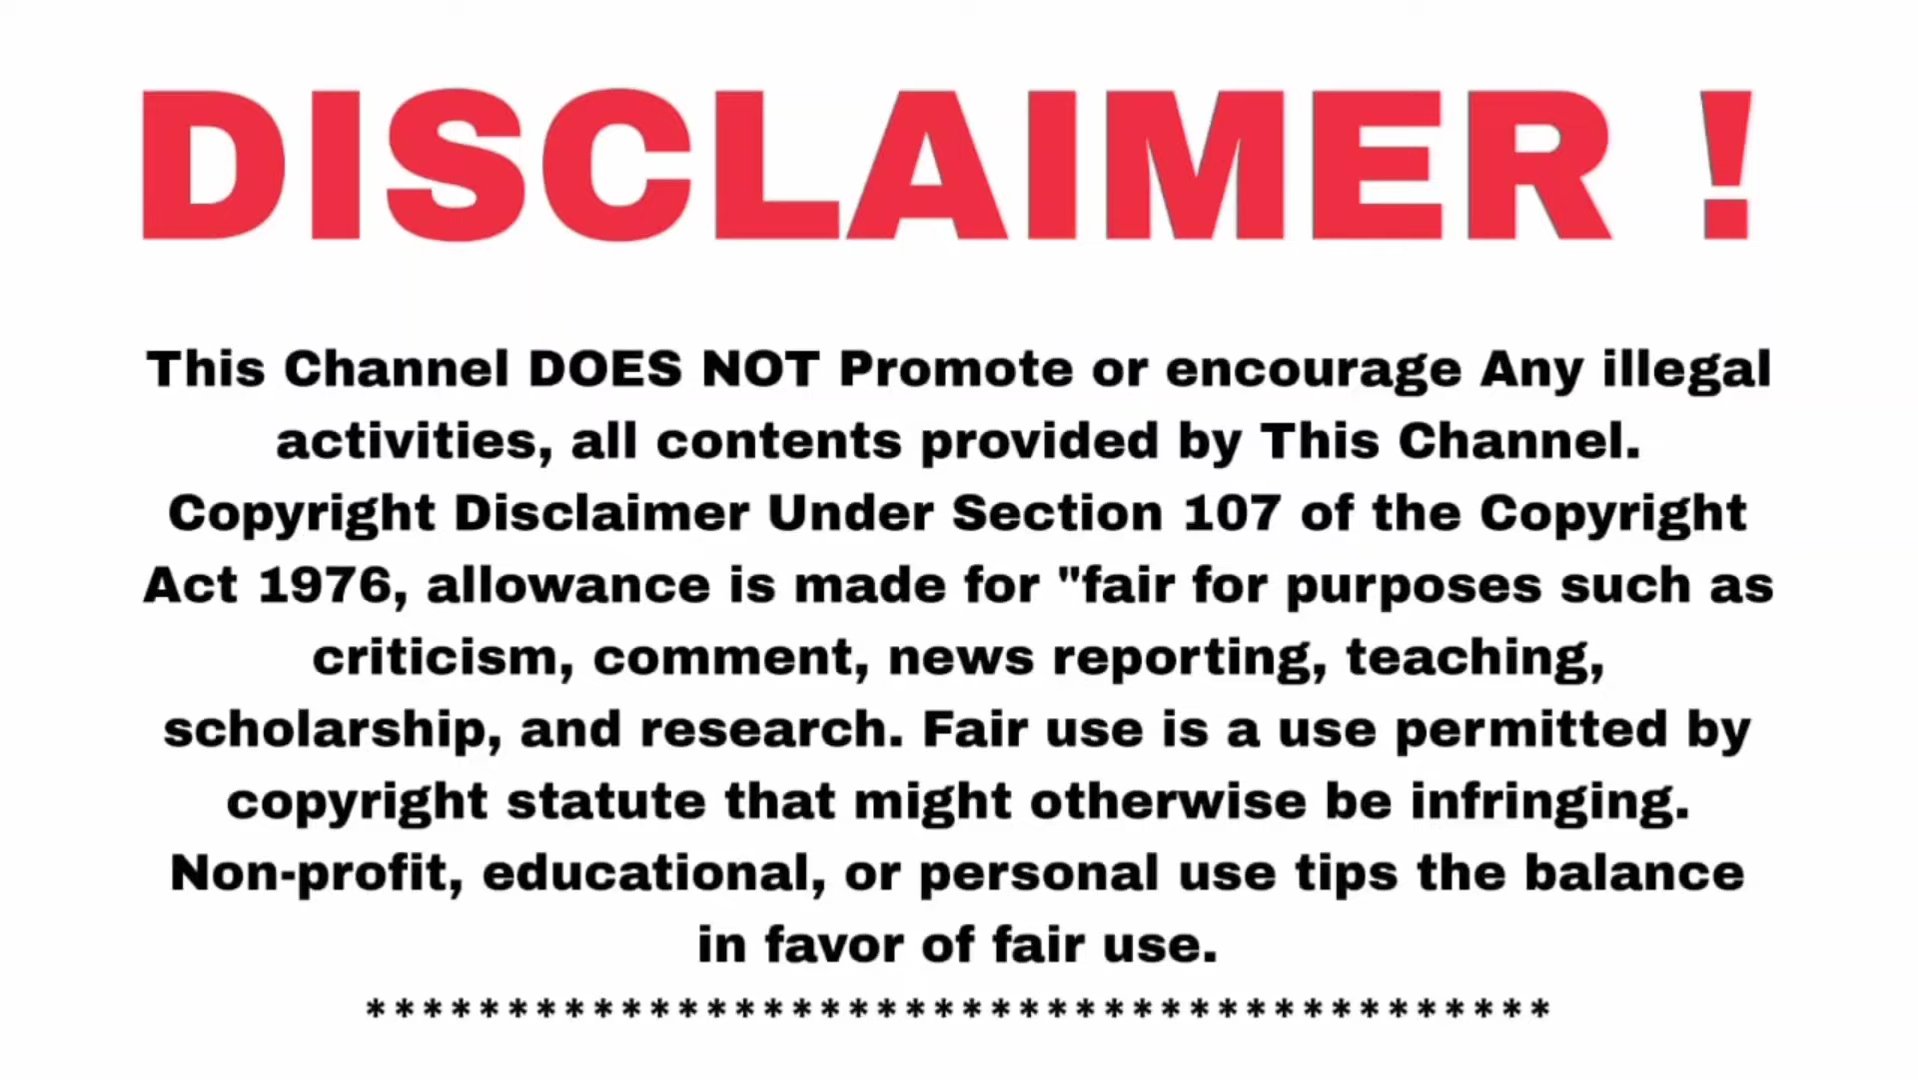 DISCLAIMER !
This Channel DOES NOT Promote or encourage Any illegal
activities, all contents provided by This Channel.
Copyright Disclaimer Under Section 107 of the Copyright
Act 1976, allowance is made for "fair for purposes such as
criticism, comment, news reporting, teaching,
scholarship, and research. Fair use is a use permitted by
copyright statute that might otherwise be infringing.
Non-profit, educational, or personal use tips the balance
in favor of fair use.
******************************************